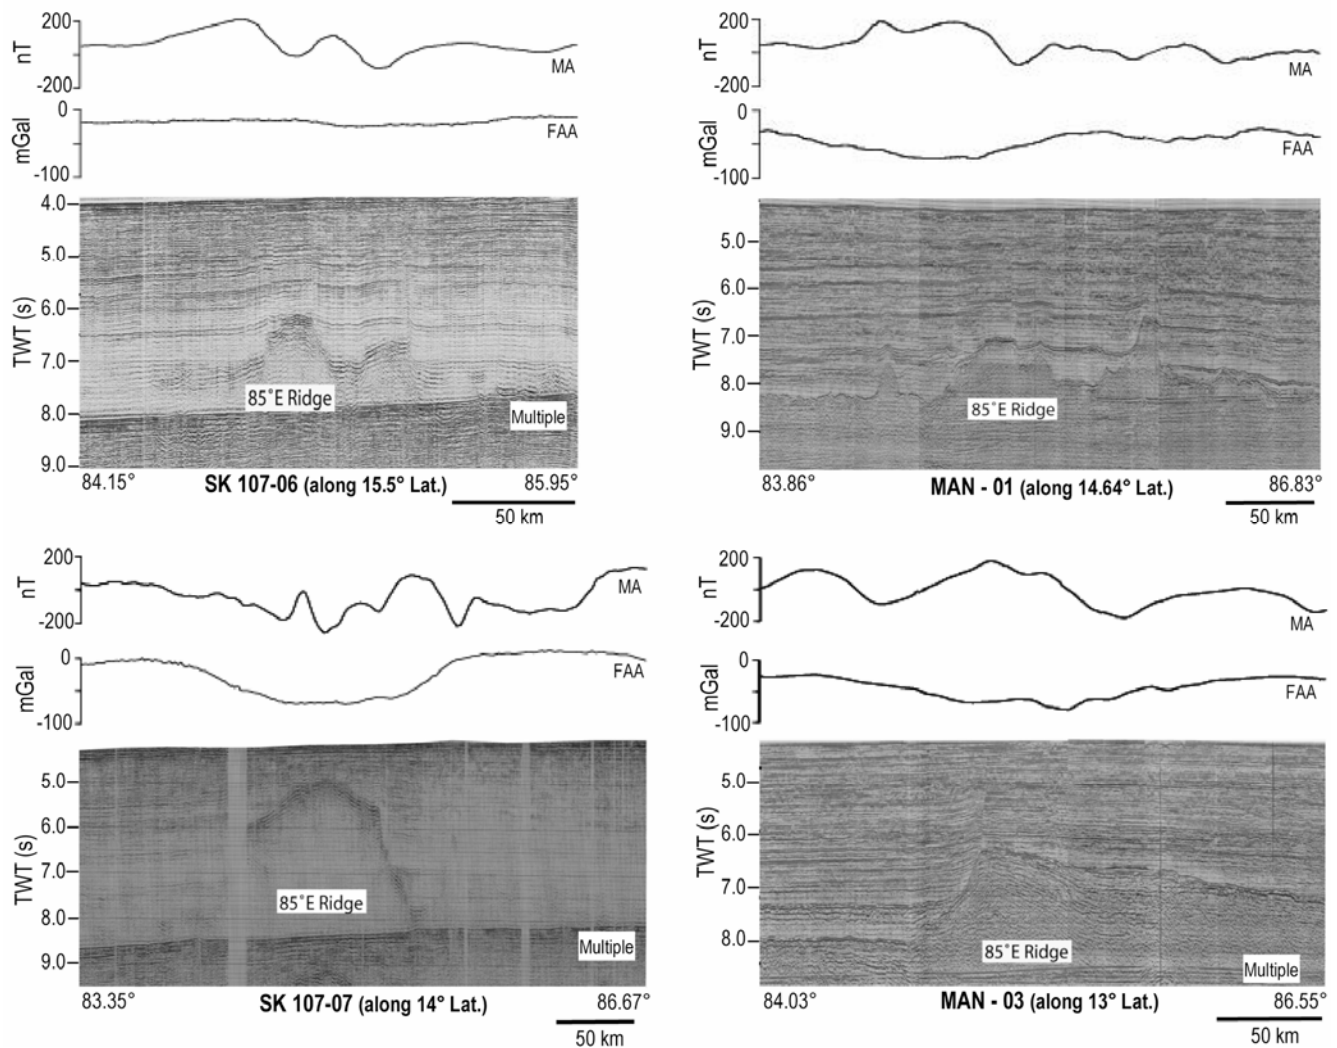 200
nT
-200
MA
0
mGal
-100
FAA
4.0
5.0
6.0
TWT (s)
7.0
8.0
9.0
85°E Ridge
Multiple
84.15° SK 107-06 (along 15.5° Lat.) 85.95°
50 km
200
nT
200
MA
0
mGal
-100
FAA
5.0
6.0
TWT (s)
7.0
8.0
9.0
85°E Ridge
83.86° MAN - 01 (along 14.64° Lat.) 86.83°
50 km
200
nT
-200
MA
0
mGal
-100
FAA
5.0
6.0
TWT (s)
7.0
8.0
9.0
85°E Ridge
Multiple
83.35° SK 107-07 (along 14° Lat.) 86.67°
50 km
200
nT
-200
MA
0
mGal
-100
FAA
5.0
6.0
TWT (s)
7.0
8.0
85°E Ridge
Multiple
84.03° MAN - 03 (along 13° Lat.) 86.55°
50 km